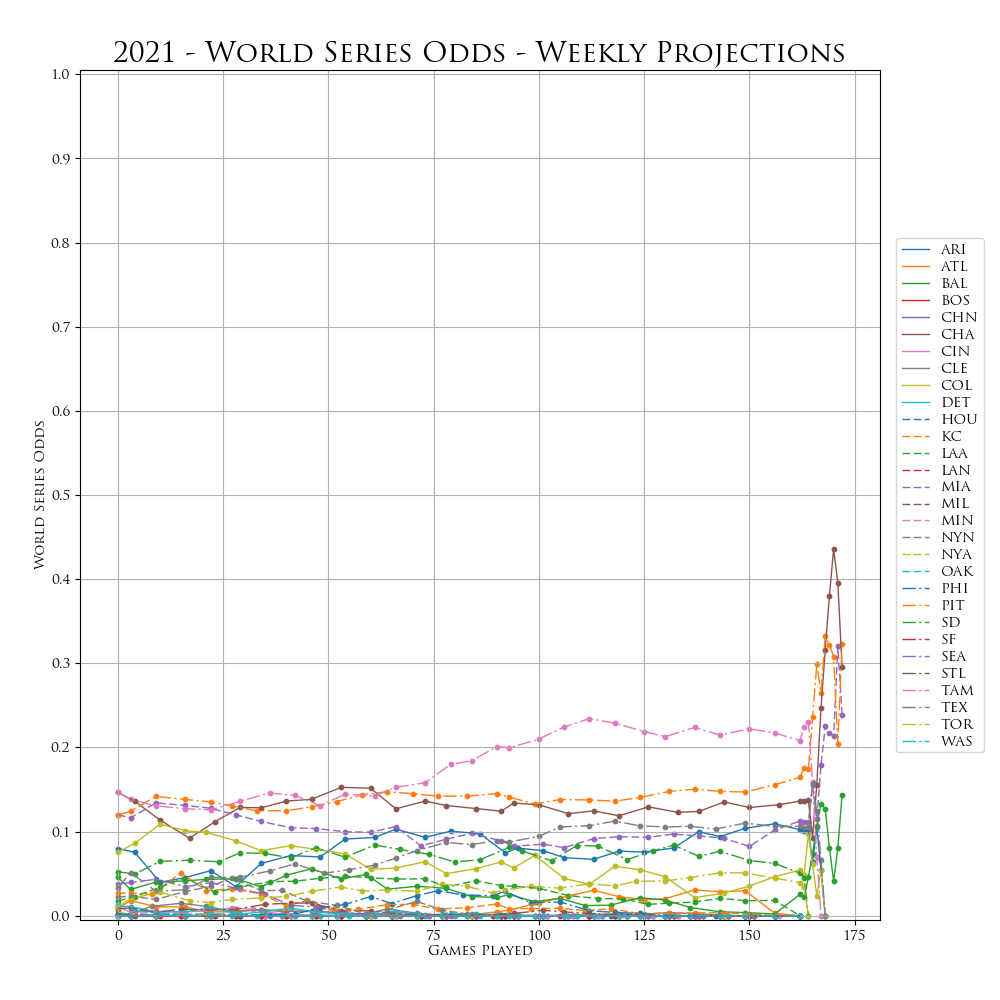 2021 - World Series Odds - Weekly Projections
1.0
0.9
0.8
0.7
0.6
0.5
0.4
0.3
0.2
0.1
0.0
World Series Odds
0 25 50 75 100 125 150 175
Games Played
ARI
ATL
BAL
BOS
CHN
CHA
CIN
CLE
COL
DET
HOU
KC
LAA
LAN
MIA
MIL
MIN
NYN
NYA
OAK
PHI
PIT
SD
SF
SEA
STL
TAM
TEX
TOR
WAS